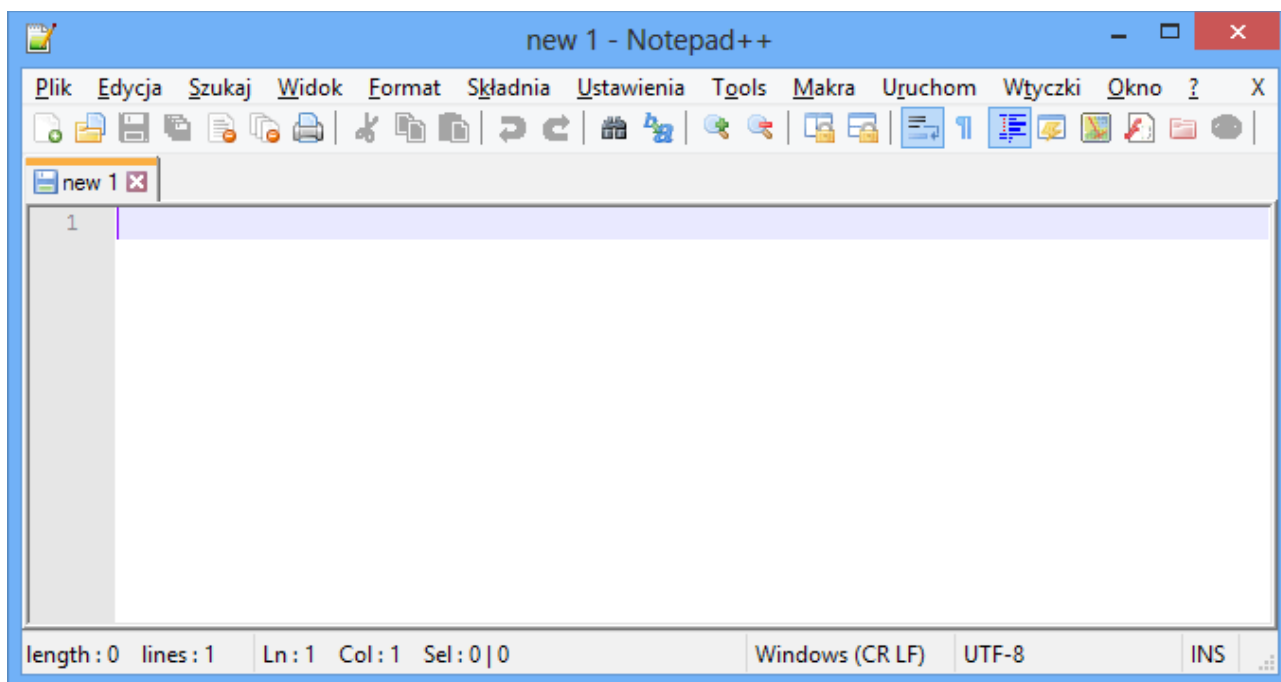 new 1 - Notepad++
Plik Edycja Szukaj Widok Format Składnia Ustawienia Tools Makra Uruchom Wtyczki Okno ? X
new 1
1
length : 0 lines : 1 Ln : 1 Col : 1 Sel : 0 | 0 Windows (CR LF) UTF-8 INS